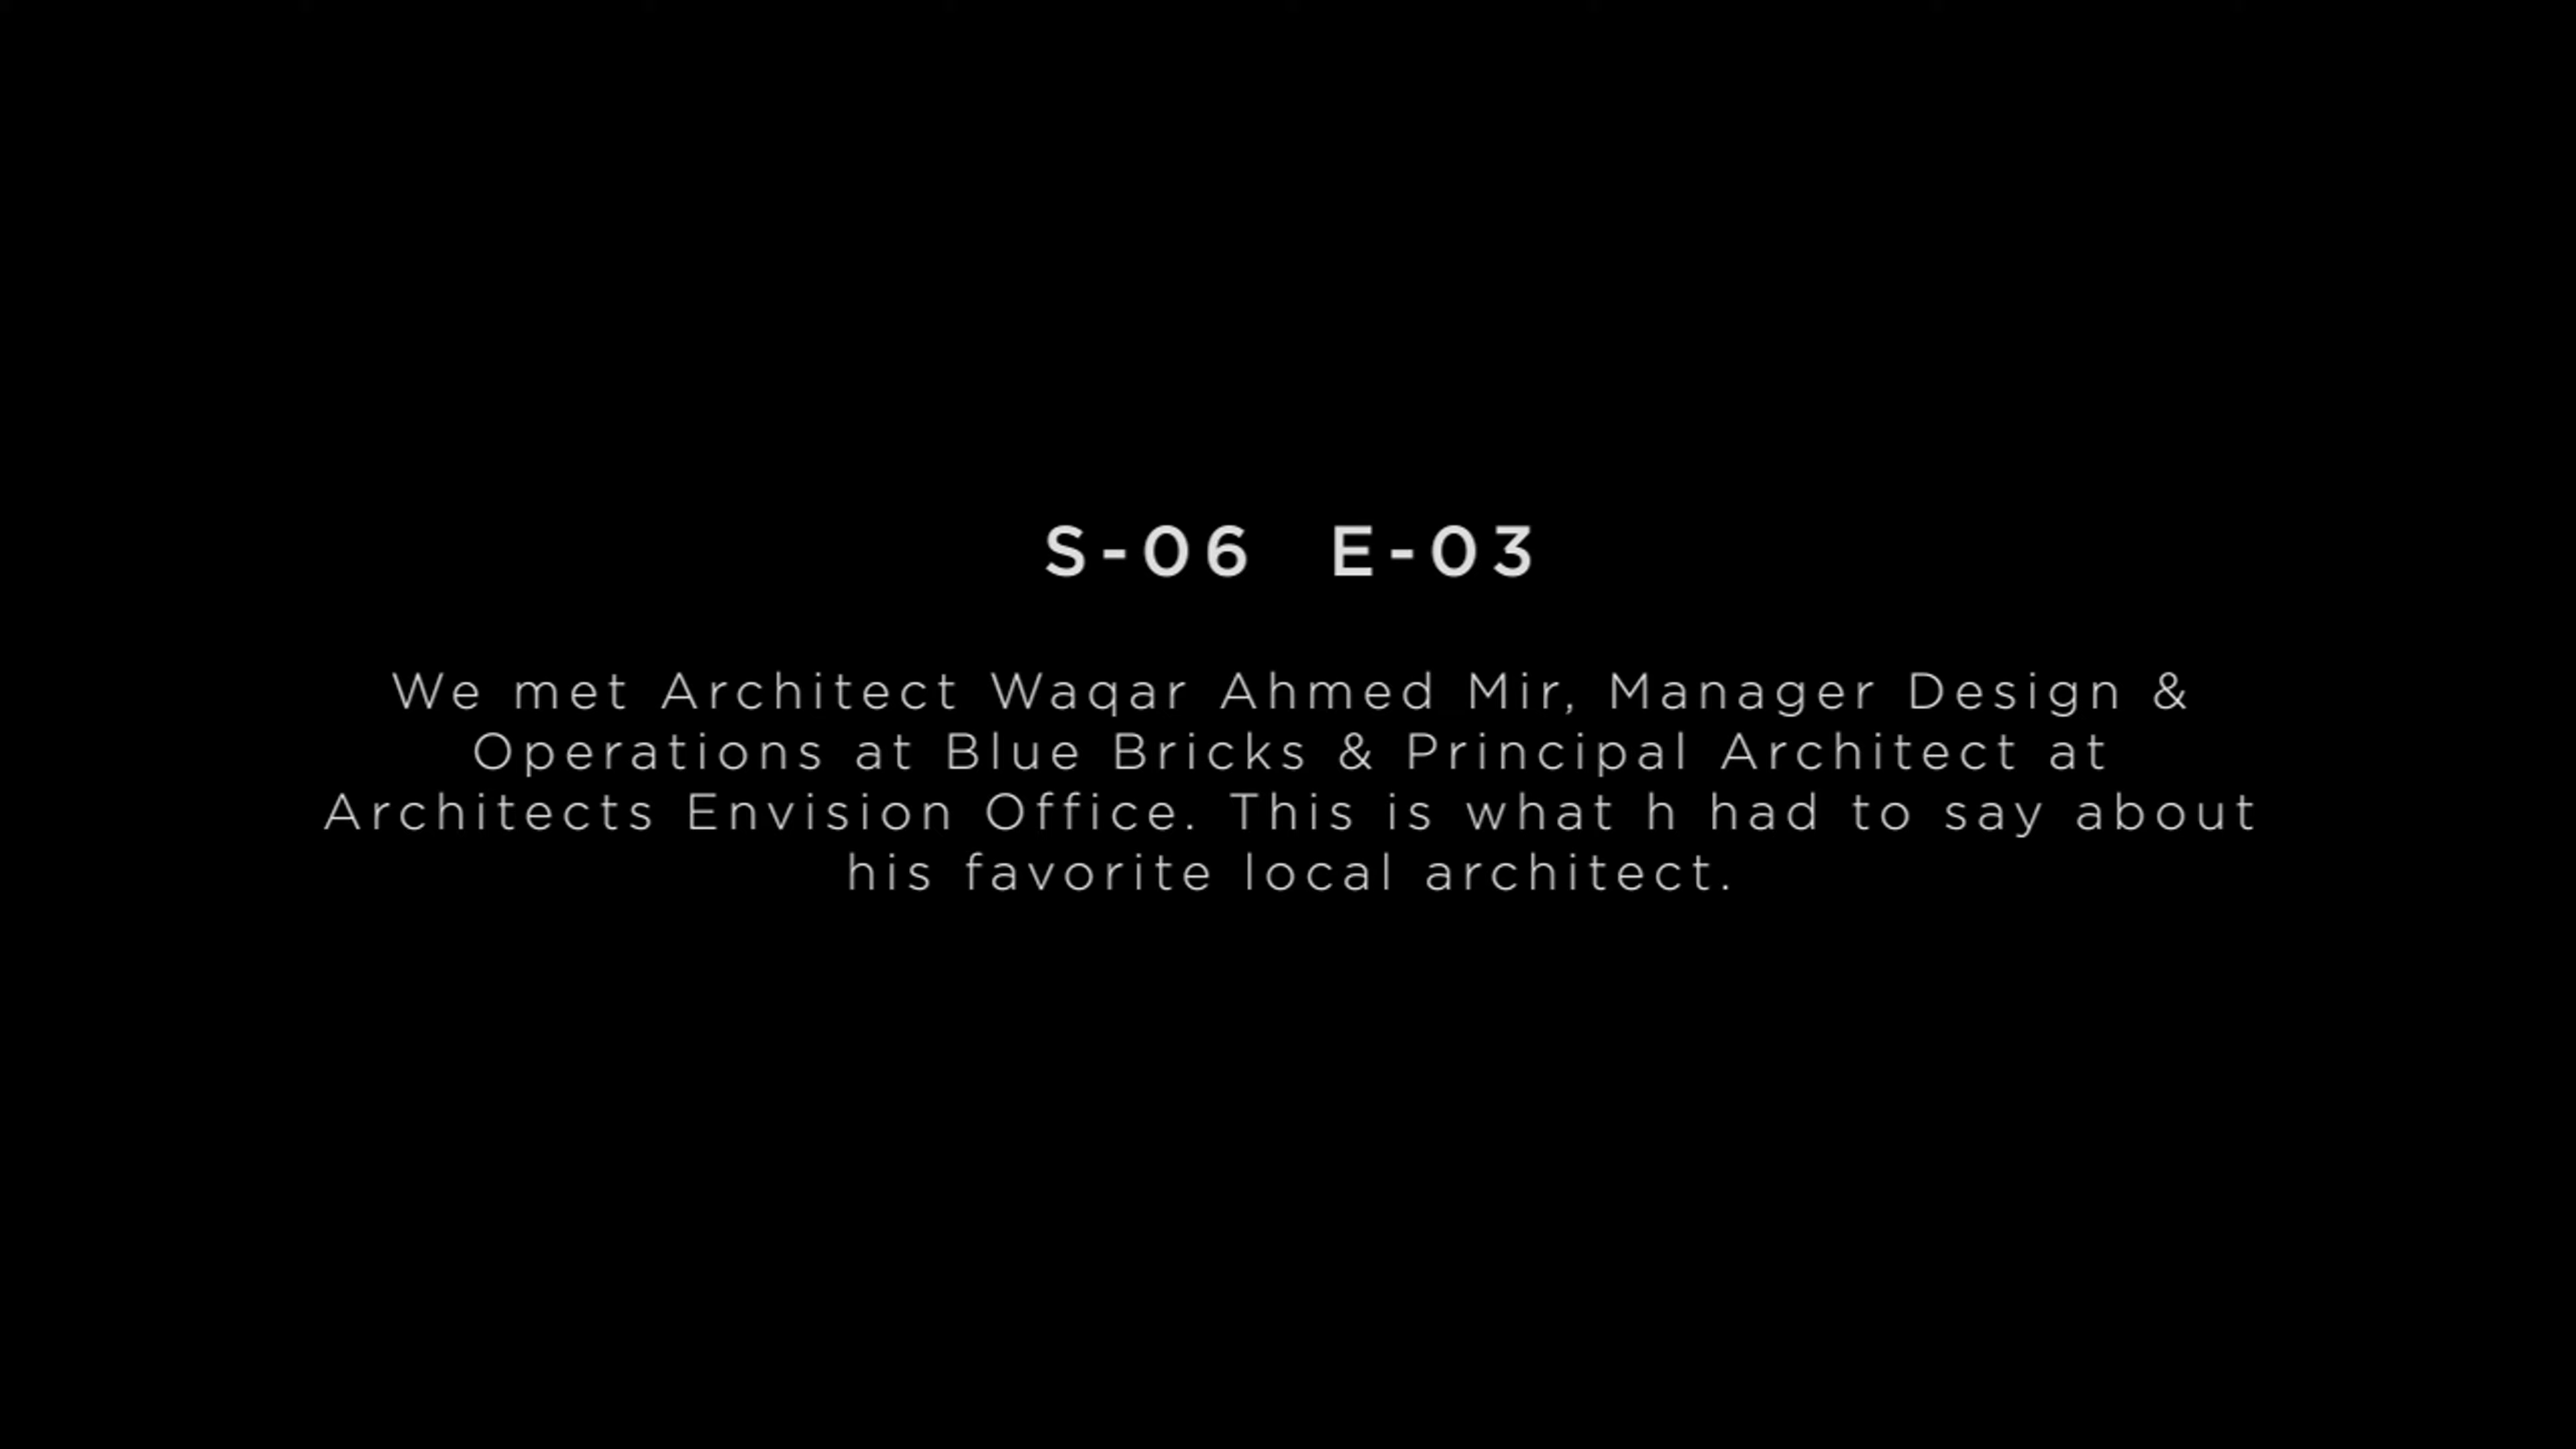 S-06 E-03
We met Architect Waqar Ahmed Mir, Manager Design &
Operations at Blue Bricks & Principal Architect at
Architects Envision Office. This is what h had to say about
his favorite local architect.